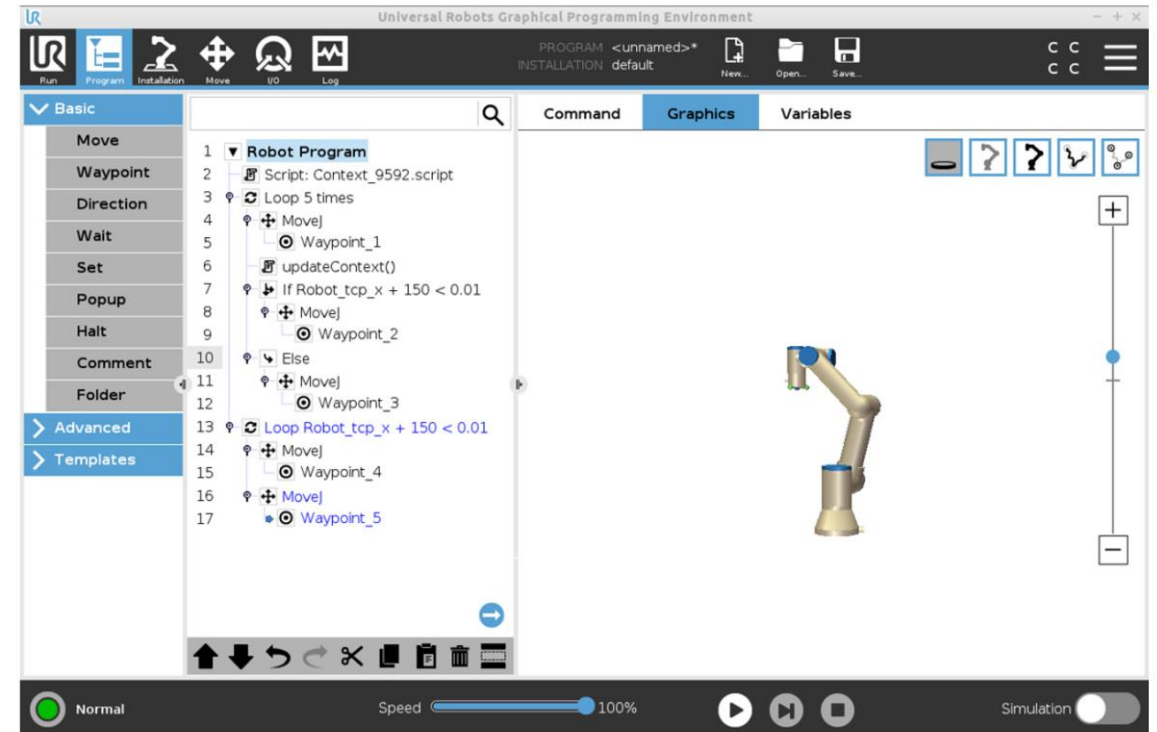 UR Universal Robots Graphical Programming Environment - + ×
UR
PROGRAM <unnamed>*
INSTALLATION default
C C
C C
Run Program Installation Move I/O Log New... Open... Save...
Basic
Move
Waypoint
Direction
Wait
Set
Popup
Halt
Comment
Folder
Advanced
Templates
1 Robot Program
2 Script: Context_9592.script
3 Loop 5 times
4 MoveJ
5 Waypoint_1
6 updateContext()
7 If Robot_tcp_x + 150 < 0.01
8 MoveJ
9 Waypoint_2
10 Else
11 MoveJ
12 Waypoint_3
13 Loop Robot_tcp_x + 150 < 0.01
14 MoveJ
15 Waypoint_4
16 MoveJ
17 Waypoint_5
Command Graphics Variables
+
−
Normal Speed 100% Simulation